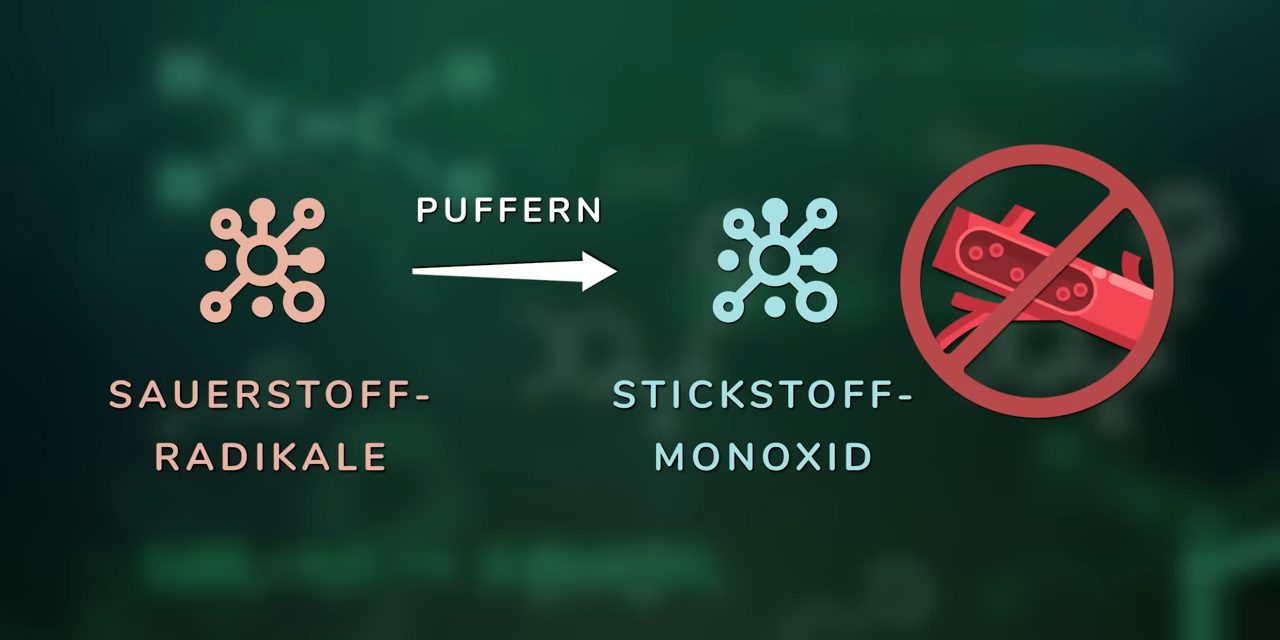 PUFFERN
SAUERSTOFF-
RADIKALE
STICKSTOFF-
MONOXID